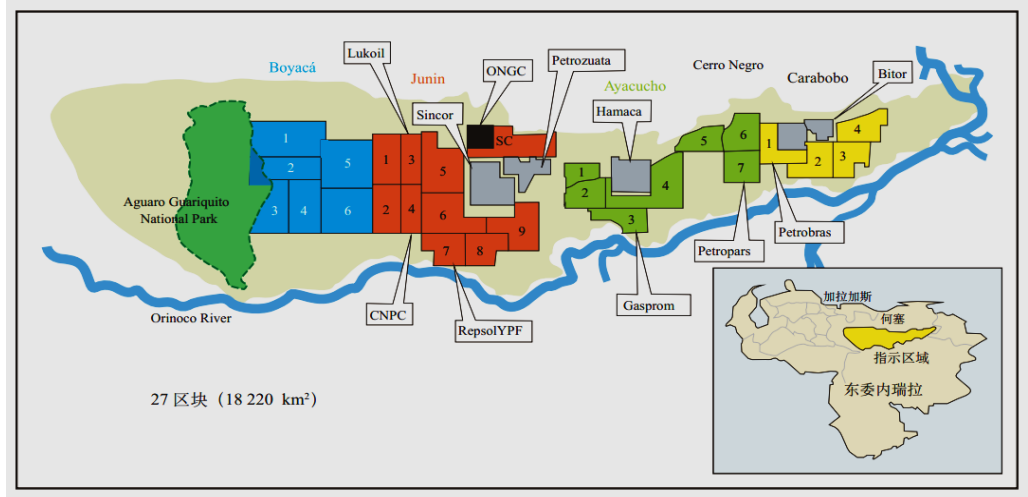 Lukoil
Boyacá
Junin
ONGC
Petrozuata
Cerro Negro
Carabobo
Bitor
Ayacucho
Sincor
Hamaca
SC
1
2
3
4
5
6
1
3
5
2
4
6
7
8
9
1
2
3
4
5
6
7
1
2
3
4
Aguaro Guariquito
National Park
Orinoco River
CNPC
RepsolYPF
Gasprom
Petropars
Petrobras
27 区块（18 220 km²）
加拉加斯
何塞
指示区域
东委内瑞拉